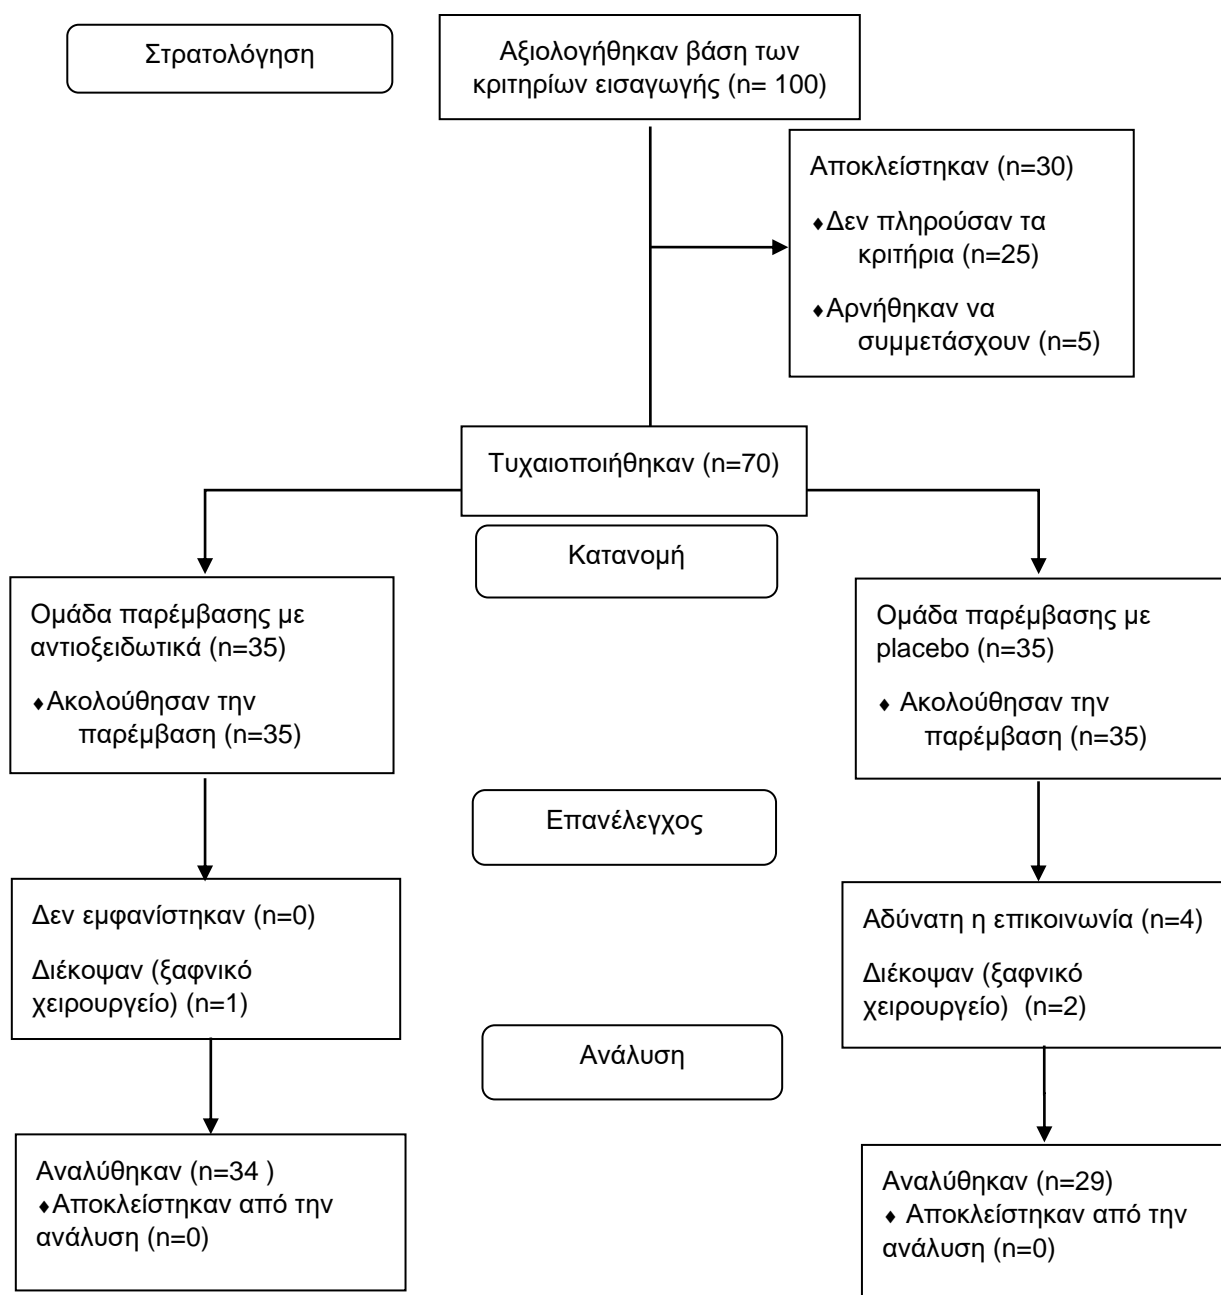 Στρατολόγηση
Αξιολογήθηκαν βάση των
κριτηρίων εισαγωγής (n= 100)
Αποκλείστηκαν (n=30)
♦Δεν πληρούσαν τα
κριτήρια (n=25)
♦Αρνήθηκαν να
συμμετάσχουν (n=5)
Τυχαιοποιήθηκαν (n=70)
Κατανομή
Ομάδα παρέμβασης με
αντιοξειδωτικά (n=35)
♦Ακολούθησαν την
παρέμβαση (n=35)
Ομάδα παρέμβασης με
placebo (n=35)
♦ Ακολούθησαν την
παρέμβαση (n=35)
Επανέλεγχος
Δεν εμφανίστηκαν (n=0)
Διέκοψαν (ξαφνικό
χειρουργείο) (n=1)
Αδύνατη η επικοινωνία (n=4)
Διέκοψαν (ξαφνικό
χειρουργείο)  (n=2)
Ανάλυση
Αναλύθηκαν (n=34 )
♦Αποκλείστηκαν από την
ανάλυση (n=0)
Αναλύθηκαν (n=29)
♦ Αποκλείστηκαν από την
ανάλυση (n=0)